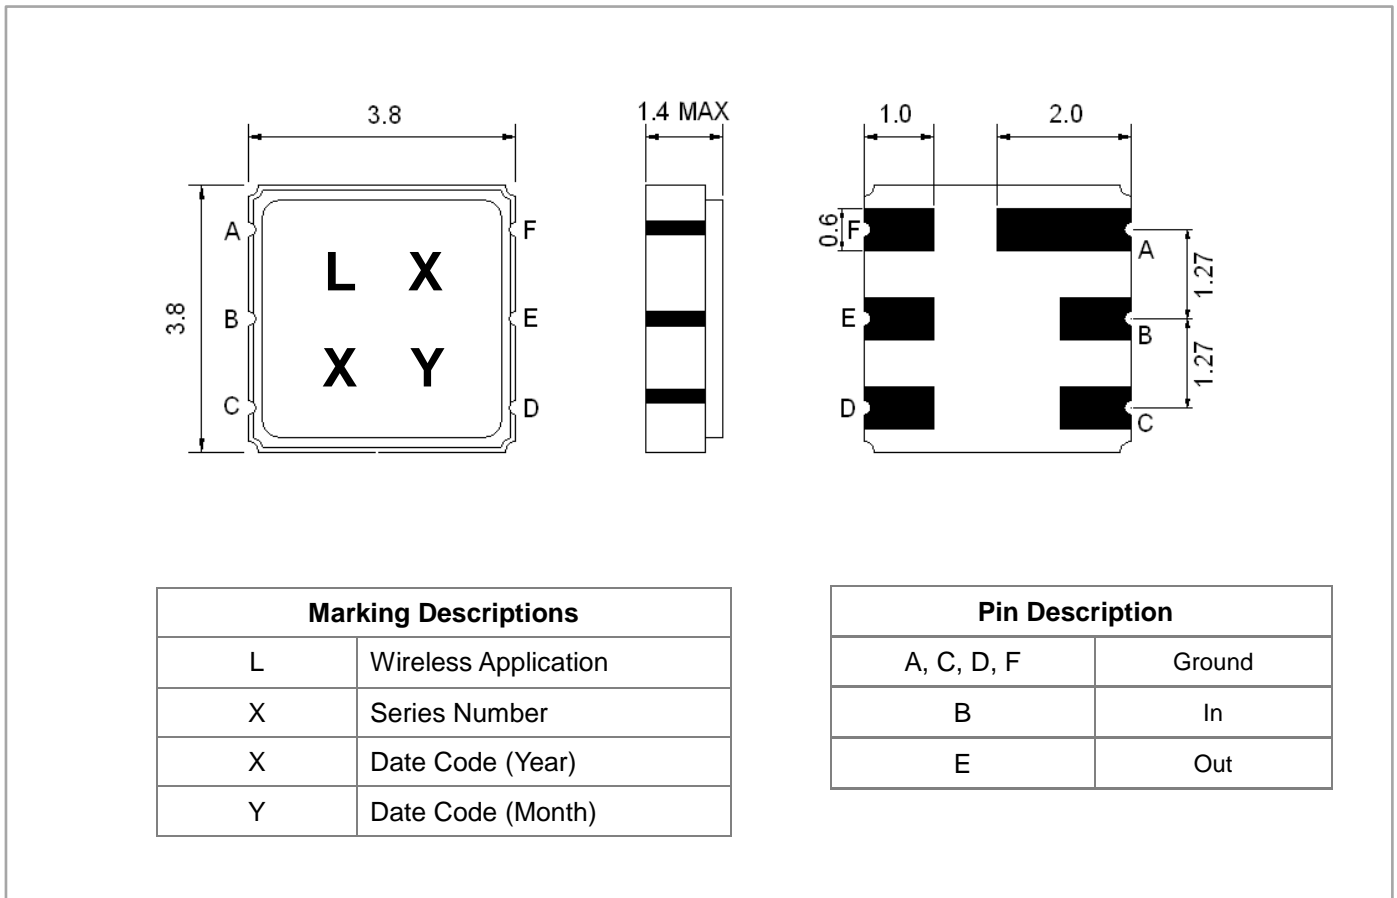 3.8
1.4 MAX
1.0
2.0
3.8
A
B
C
L X
X Y
F
E
D
0.6
F
E
D
A
B
C
1.27
1.27
Marking Descriptions
L Wireless Application
X Series Number
X Date Code (Year)
Y Date Code (Month)
Pin Description
A, C, D, F Ground
B In
E Out